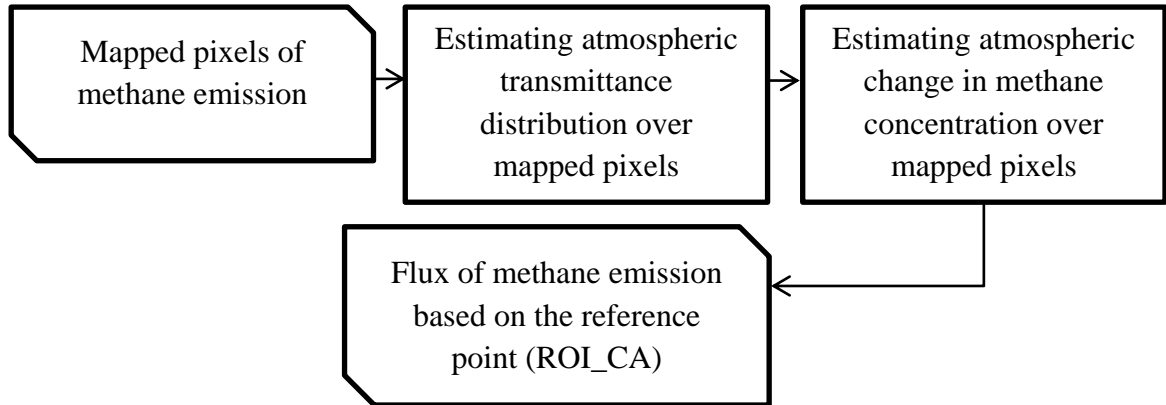 Mapped pixels of
methane emission
Estimating atmospheric
transmittance
distribution over
mapped pixels
Estimating atmospheric
change in methane
concentration over
mapped pixels
Flux of methane emission
based on the reference
point (ROI_CA)